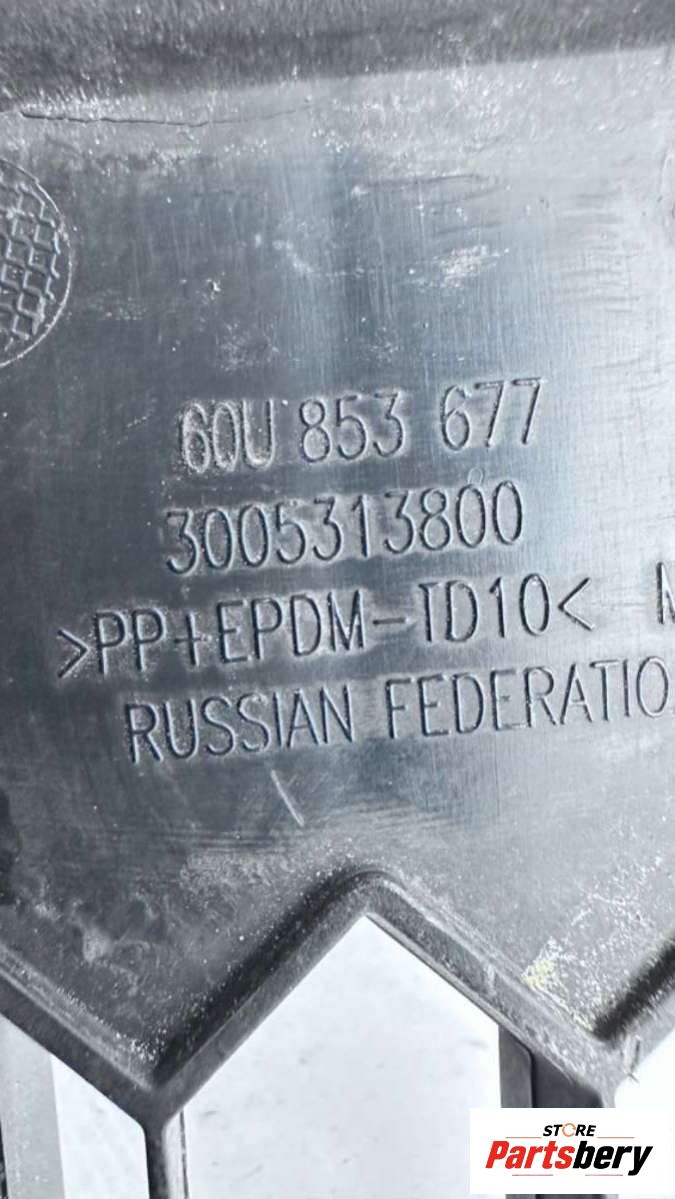 60U 853 677
3005313800
>PP+EPDM-TD10< M
RUSSIAN FEDERATIO
STORE
Partsbery